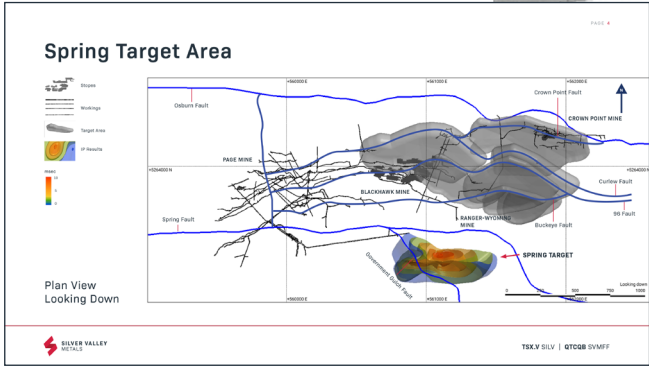 PAGE 4
Spring Target Area
Stopes
Workings
Target Area
IP Results
+560000 E
+561000 E
+562000 E
Crown Point Fault
Osburn Fault
CROWN POINT MINE
PAGE MINE
+5264000 N
+5264000 N
Curlew Fault
BLACKHAWK MINE
96 Fault
Spring Fault
RANGER-WYOMING
MINE
Buckeye Fault
Government Gulch Fault
SPRING TARGET
Plan View
Looking Down
Looking down
0
250
500
750
1000
+560000 E
+561000 E
SILVER VALLEY
METALS
TSX.V SILV | QTCQB SVMFF